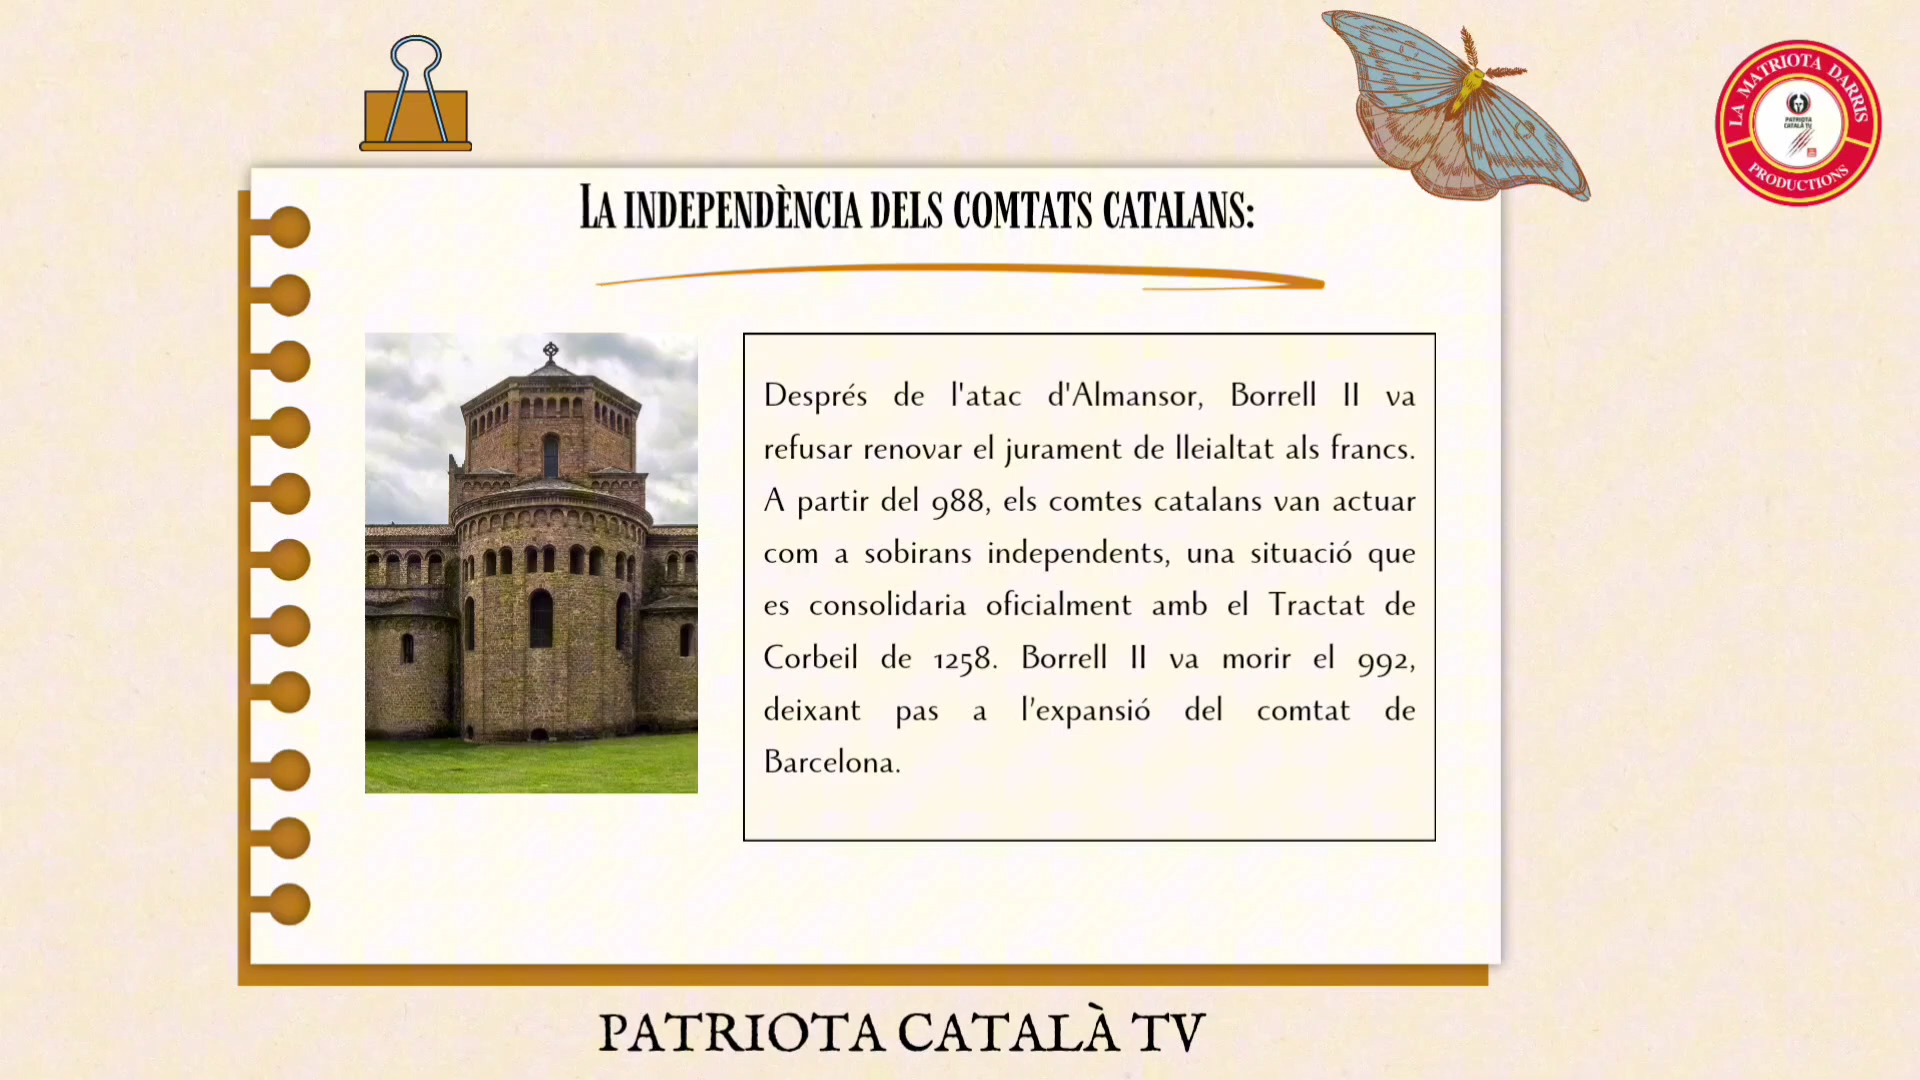 LA MATRIOTA DARRIS
PATRIOTA
CATALÀ TV
PRODUCTIONS
LA INDEPENDÈNCIA DELS COMTATS CATALANS:
Després de l'atac d'Almansor, Borrell II va
refusar renovar el jurament de lleialtat als francs.
A partir del 988, els comtes catalans van actuar
com a sobirans independents, una situació que
es consolidaria oficialment amb el Tractat de
Corbeil de 1258. Borrell II va morir el 992,
deixant pas a l'expansió del comtat de
Barcelona.
PATRIOTA CATALÀ TV